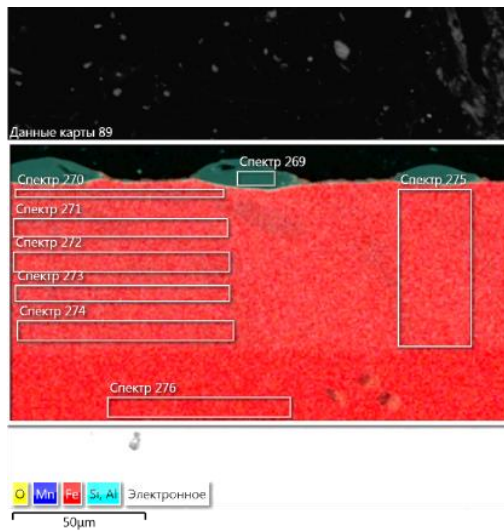 Данные карты 89
Спектр 269
Спектр 270
Спектр 275
Спектр 271
Спектр 272
Спектр 273
Спектр 274
Спектр 276
O Mn Fe Si, Al Электронное
50µm